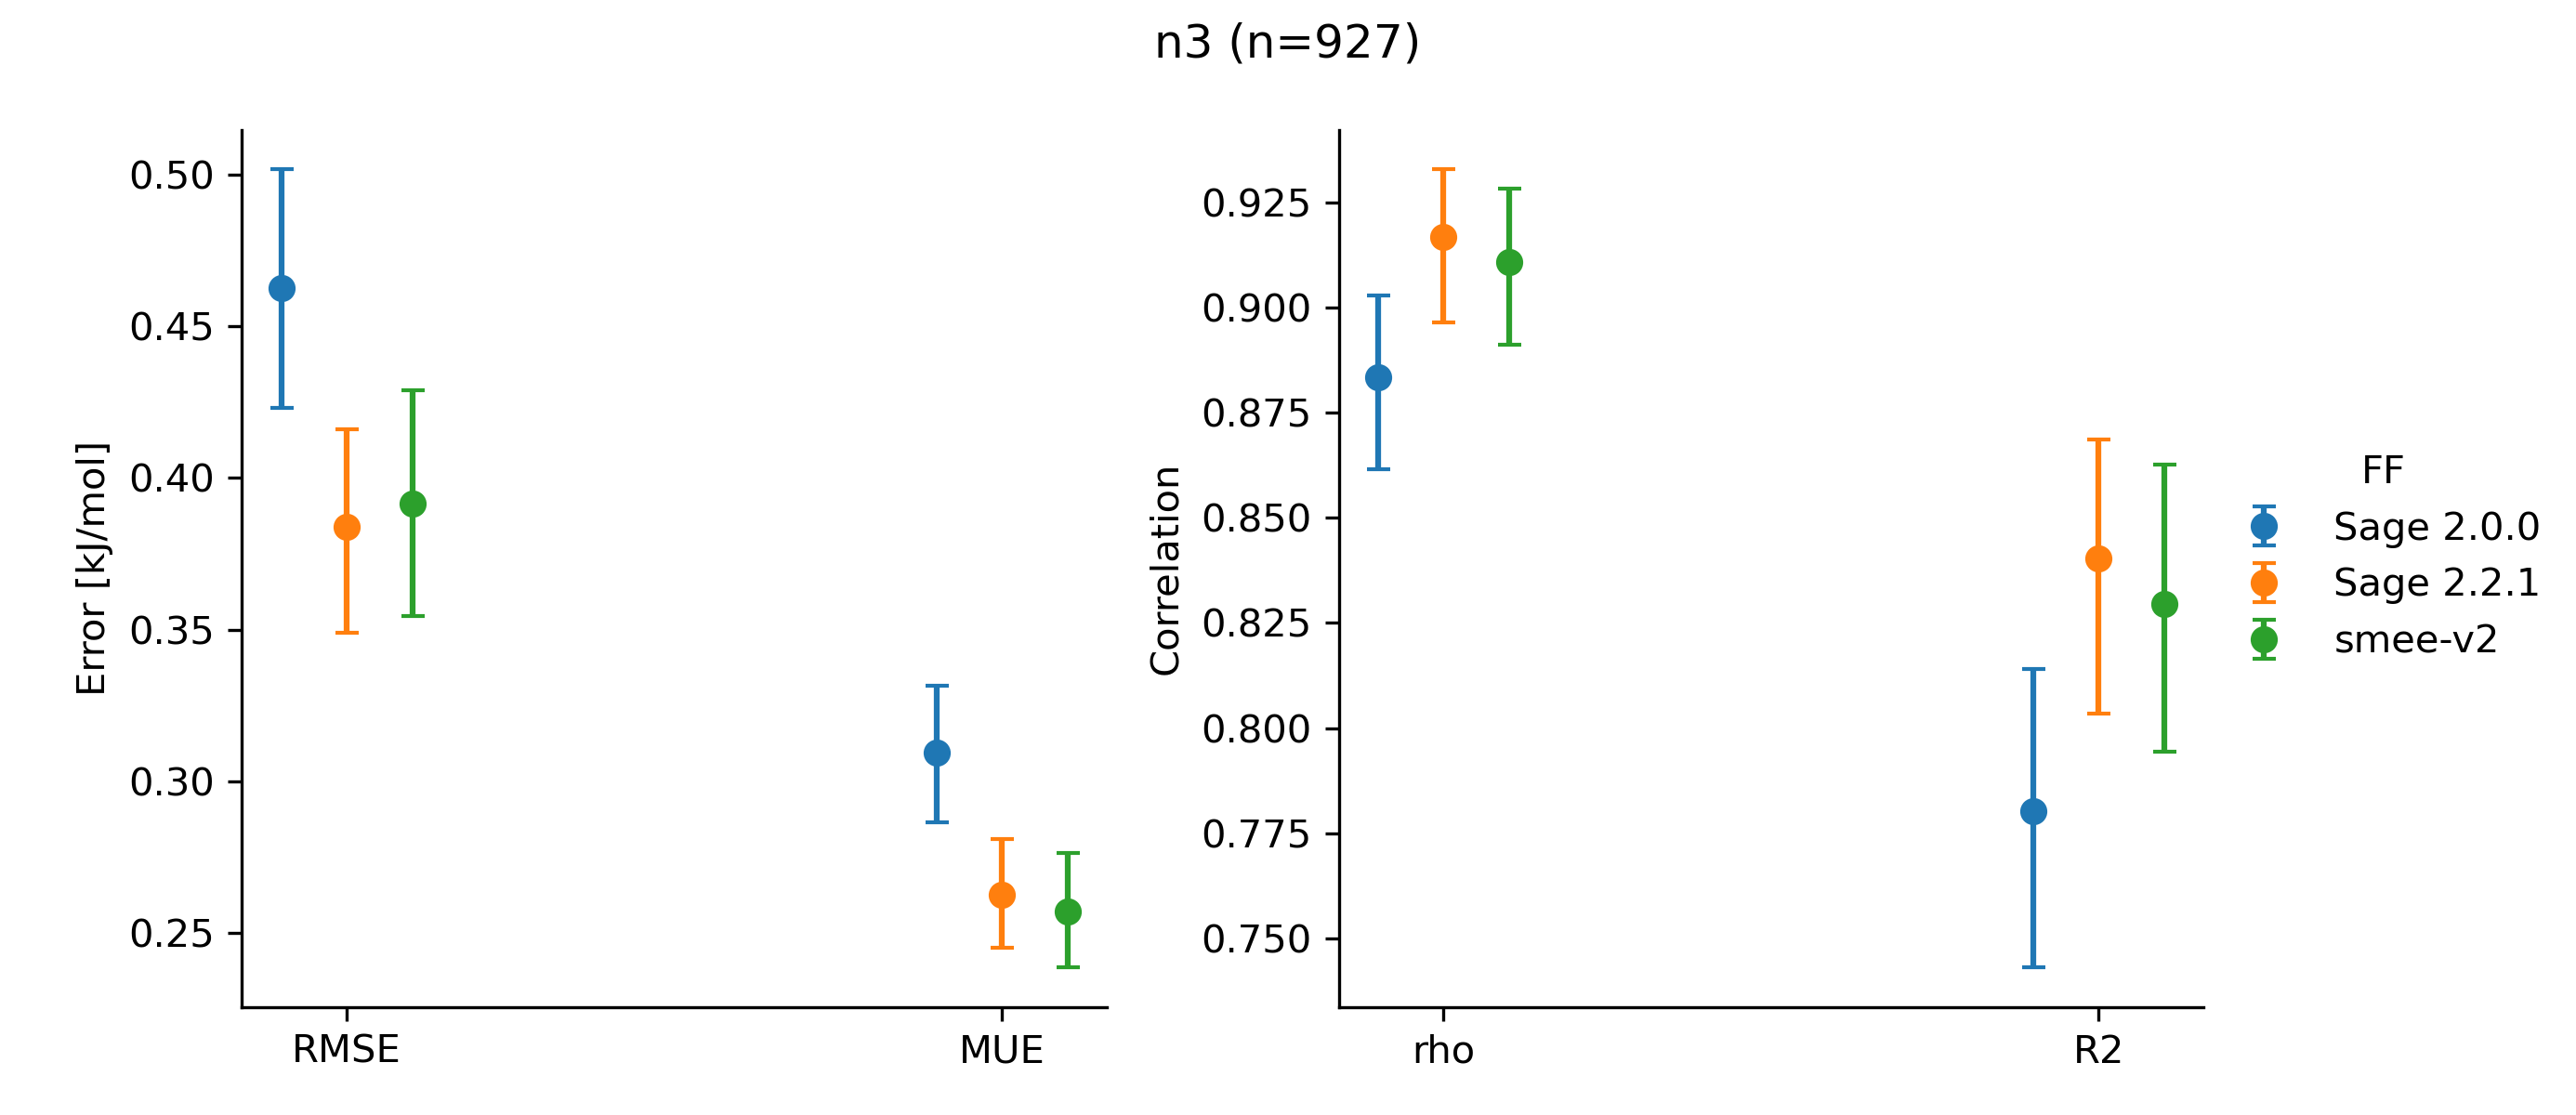 n3 (n=927)
Error [kJ/mol]
0.50
0.45
0.40
0.35
0.30
0.25
RMSE
MUE
Correlation
0.925
0.900
0.875
0.850
0.825
0.800
0.775
0.750
rho
R2
FF
Sage 2.0.0
Sage 2.2.1
smee-v2